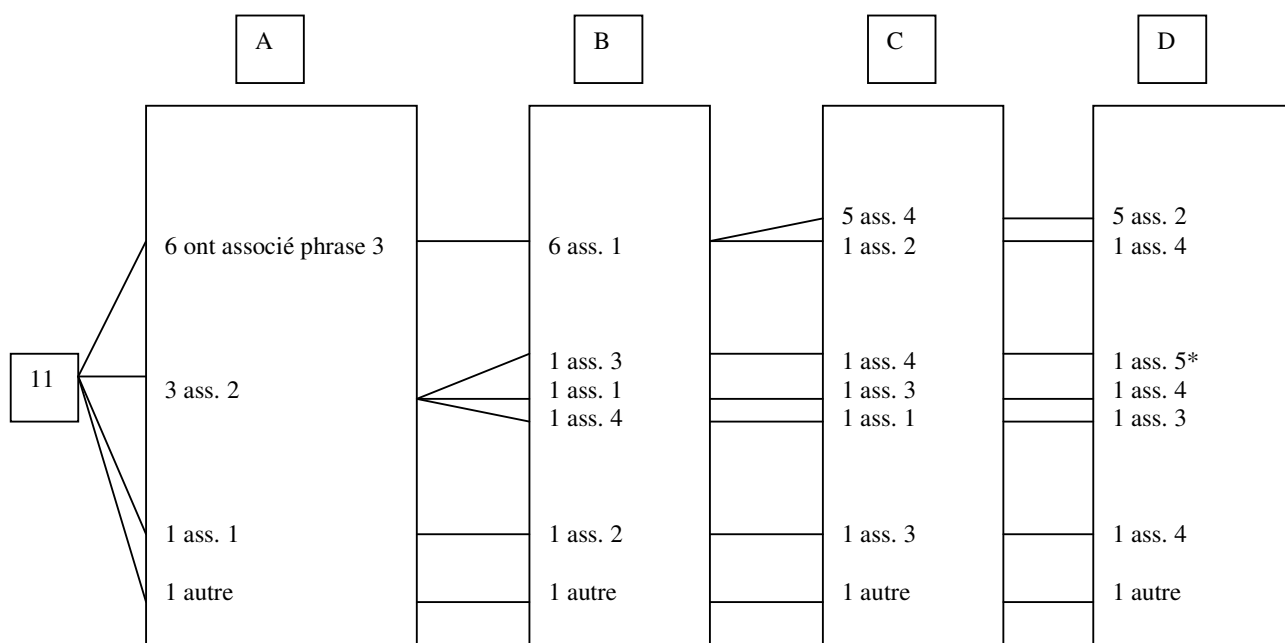 A B C D
5 ass. 4 5 ass. 2
6 ont associé phrase 3 6 ass. 1 1 ass. 2 1 ass. 4
1 ass. 3 1 ass. 4 1 ass. 5*
11 3 ass. 2 1 ass. 1 1 ass. 3 1 ass. 4
1 ass. 4 1 ass. 1 1 ass. 3
1 ass. 1 1 ass. 2 1 ass. 3 1 ass. 4
1 autre 1 autre 1 autre 1 autre